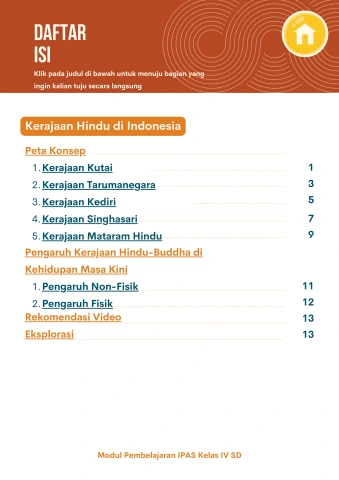 DAFTAR
ISI
Klik pada judul di bawah untuk menuju bagian yang
ingin kalian tuju secara langsung
Kerajaan Hindu di Indonesia
Peta Konsep
1. Kerajaan Kutai 1
2. Kerajaan Tarumanegara 3
3. Kerajaan Kediri 5
4. Kerajaan Singhasari 7
5. Kerajaan Mataram Hindu 9
Pengaruh Kerajaan Hindu-Buddha di
Kehidupan Masa Kini
1. Pengaruh Non-Fisik 11
2. Pengaruh Fisik 12
Rekomendasi Video 13
Eksplorasi 13
Modul Pembelajaran IPAS Kelas IV SD